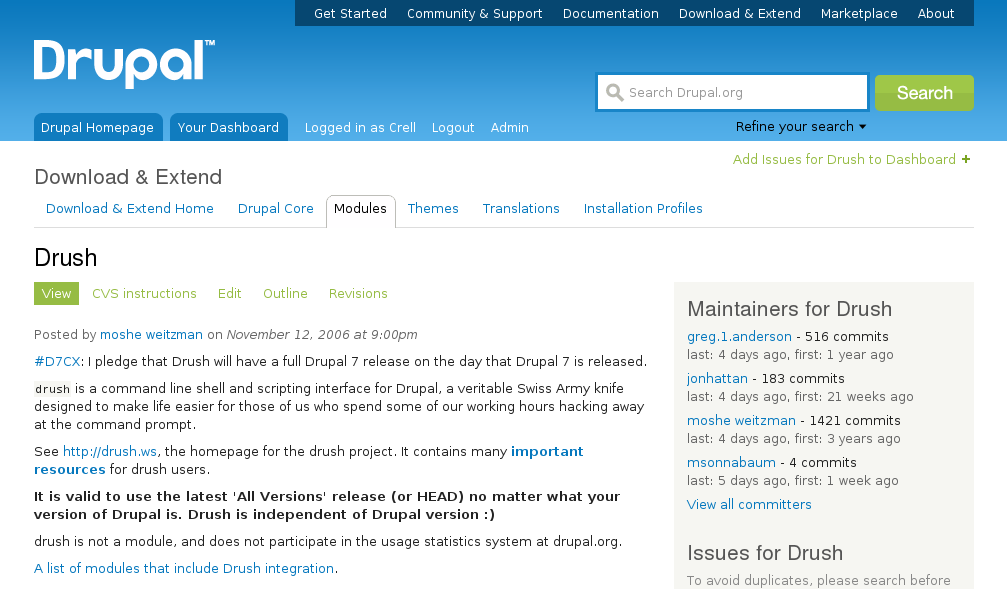 Get Started Community & Support Documentation Download & Extend Marketplace About
Drupal™
Search Drupal.org Search
Refine your search
Drupal Homepage Your Dashboard Logged in as Crell Logout Admin
Add Issues for Drush to Dashboard +
Download & Extend
Download & Extend Home Drupal Core Modules Themes Translations Installation Profiles
Drush
View CVS instructions Edit Outline Revisions
Posted by moshe weitzman on November 12, 2006 at 9:00pm
#D7CX: I pledge that Drush will have a full Drupal 7 release on the day that Drupal 7 is released.
drush is a command line shell and scripting interface for Drupal, a veritable Swiss Army knife
designed to make life easier for those of us who spend some of our working hours hacking away
at the command prompt.
See http://drush.ws, the homepage for the drush project. It contains many important
resources for drush users.
It is valid to use the latest 'All Versions' release (or HEAD) no matter what your
version of Drupal is. Drush is independent of Drupal version :)
drush is not a module, and does not participate in the usage statistics system at drupal.org.
A list of modules that include Drush integration.
Maintainers for Drush
greg.1.anderson - 516 commits
last: 4 days ago, first: 1 year ago
jonhattan - 183 commits
last: 4 days ago, first: 21 weeks ago
moshe weitzman - 1421 commits
last: 4 days ago, first: 3 years ago
msonnabaum - 4 commits
last: 5 days ago, first: 1 week ago
View all committers
Issues for Drush
To avoid duplicates, please search before